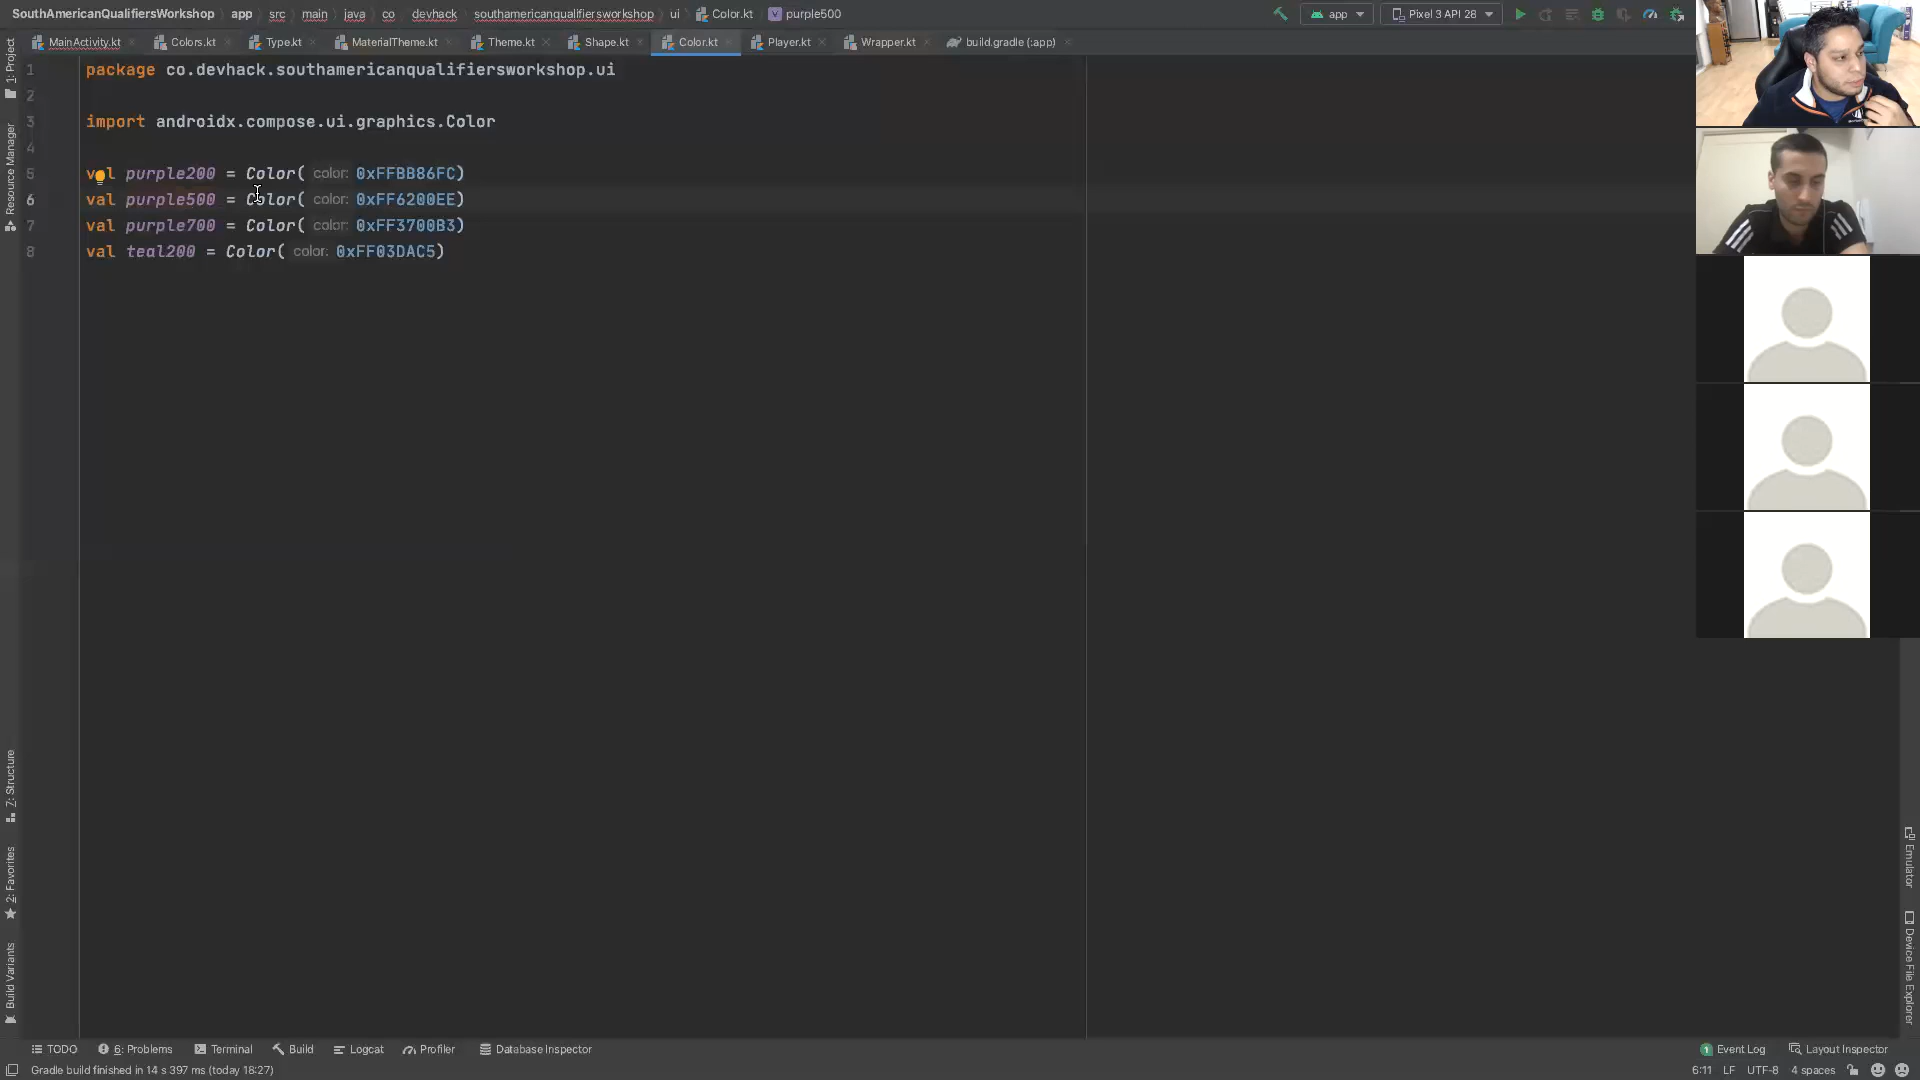 SouthAmericanQualifiersWorkshop app src main java co devhack southamericanqualifiersworkshop ui Color.kt purple500
app Pixel 3 API 28
MainActivity.kt Colors.kt Type.kt MaterialTheme.kt Theme.kt Shape.kt Color.kt Player.kt Wrapper.kt build.gradle (:app)
1: Project
Resource Manager
7: Structure
2: Favorites
Build Variants
1 package co.devhack.southamericanqualifiersworkshop.ui
2
3 import androidx.compose.ui.graphics.Color
4
5 val purple200 = Color( color: 0xFFBB86FC)
6 val purple500 = Color( color: 0xFF6200EE)
7 val purple700 = Color( color: 0xFF3700B3)
8 val teal200 = Color( color: 0xFF03DAC5)
Emulator
Device File Explorer
TODO 6: Problems Terminal Build Logcat Profiler Database Inspector 1 Event Log Layout Inspector
Gradle build finished in 14 s 397 ms (today 18:27) 6:11 LF UTF-8 4 spaces